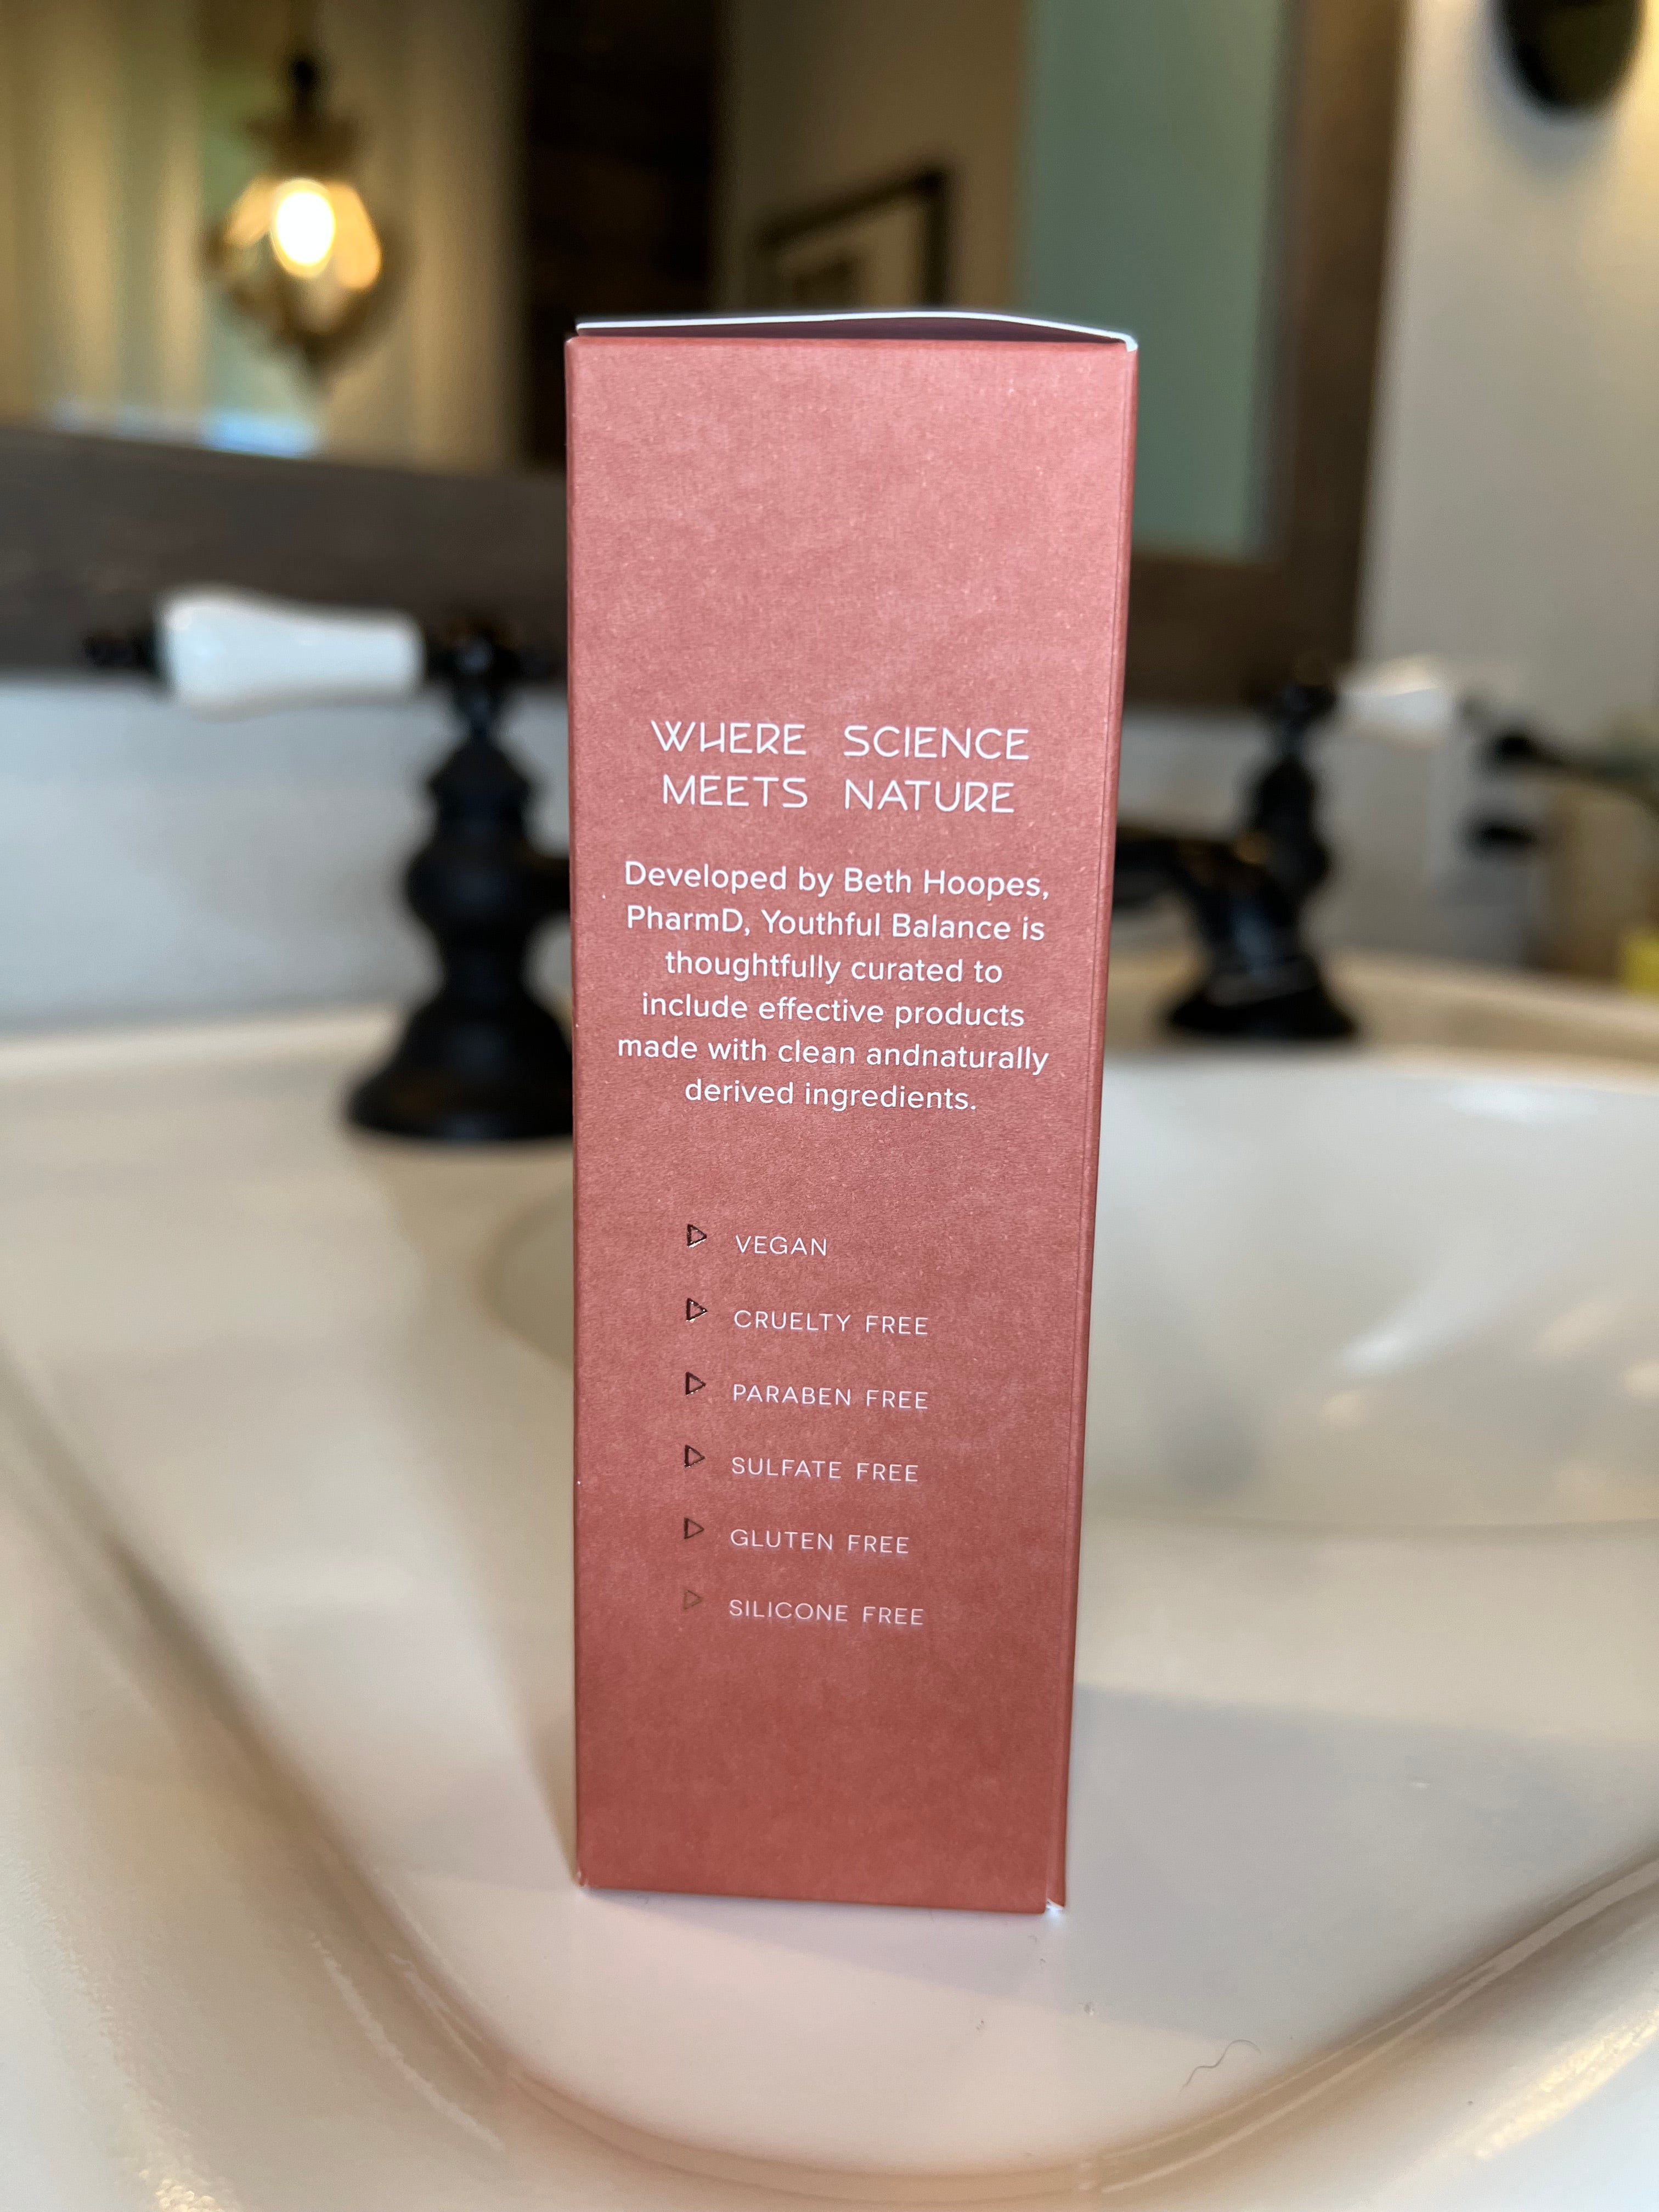 WHERE SCIENCE
MEETS NATURE
Developed by Beth Hoopes,
PharmD, Youthful Balance is
thoughtfully curated to
include effective products
made with clean andnaturally
derived ingredients.
VEGAN
CRUELTY FREE
PARABEN FREE
SULFATE FREE
GLUTEN FREE
SILICONE FREE